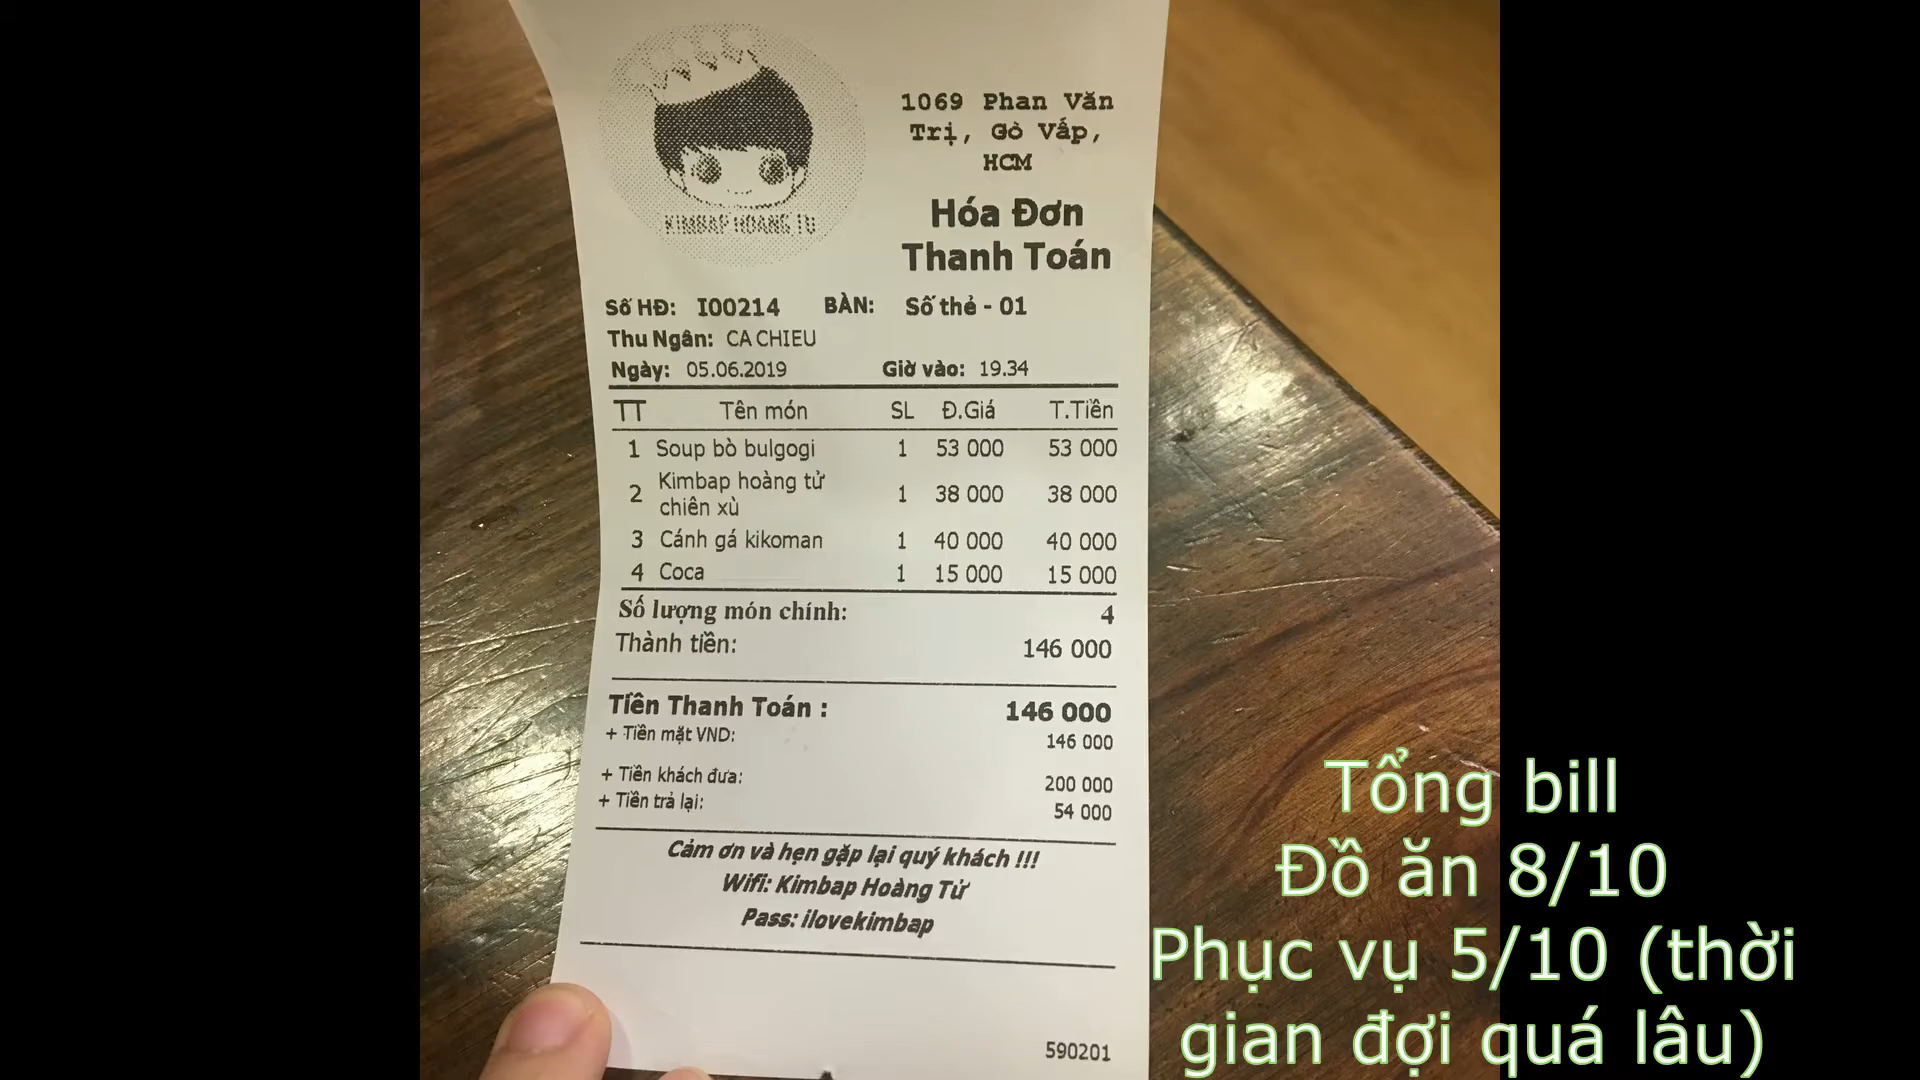 KIMBAP HOANG TU
1069 Phan Văn
Trị, Gò Vấp,
HCM
Hóa Đơn
Thanh Toán
Số HĐ: I00214 BÀN: Số thẻ - 01
Thu Ngân: CA CHIEU
Ngày: 05.06.2019 Giờ vào: 19.34
TT Tên món SL Đ.Giá T.Tiền
1 Soup bò bulgogi 1 53 000 53 000
2 Kimbap hoàng tử chiên xù 1 38 000 38 000
3 Cánh gá kikoman 1 40 000 40 000
4 Coca 1 15 000 15 000
Số lượng món chính: 4
Thành tiền: 146 000
Tiền Thanh Toán : 146 000
+ Tiền mặt VND: 146 000
+ Tiền khách đưa: 200 000
+ Tiền trả lại: 54 000
Cảm ơn và hẹn gặp lại quý khách !!!
Wifi: Kimbap Hoàng Tử
Pass: ilovekimbap
590201
Tổng bill
Đồ ăn 8/10
Phục vụ 5/10 (thời
gian đợi quá lâu)